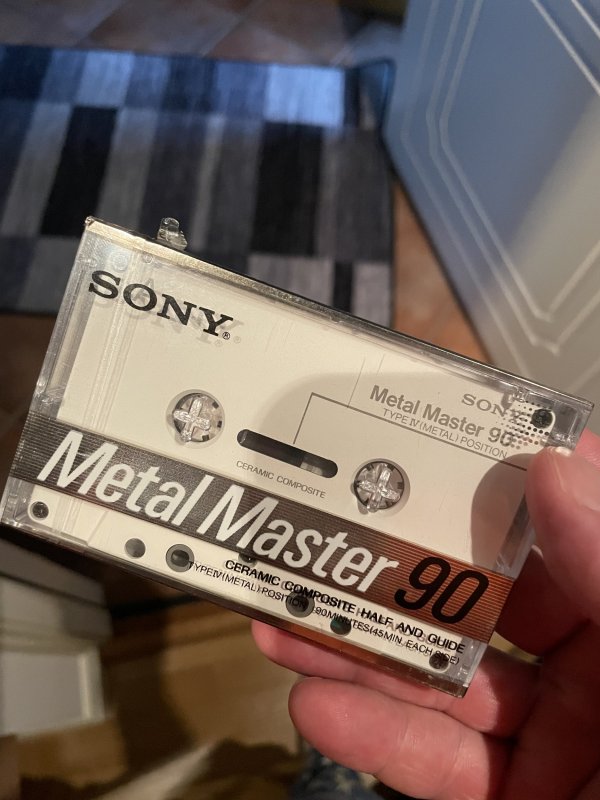 SONY®
SONY
Metal Master 90
TYPE IV (METAL) POSITION
CERAMIC COMPOSITE
Metal Master 90
CERAMIC COMPOSITE HALF AND GUIDE
TYPE IV (METAL) POSITION 90 MINUTES (45 MIN. EACH SIDE)